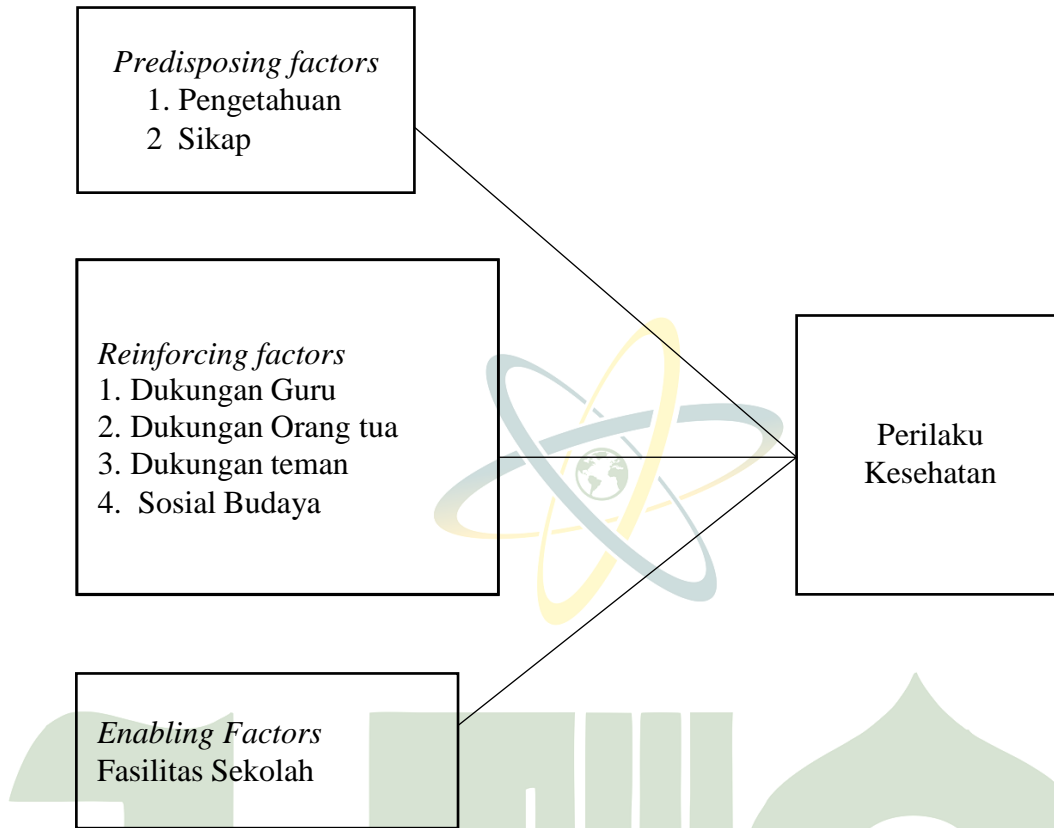 Predisposing factors
1. Pengetahuan
2 Sikap
Reinforcing factors
1. Dukungan Guru
2. Dukungan Orang tua
3. Dukungan teman
4. Sosial Budaya
Perilaku
Kesehatan
Enabling Factors
Fasilitas Sekolah